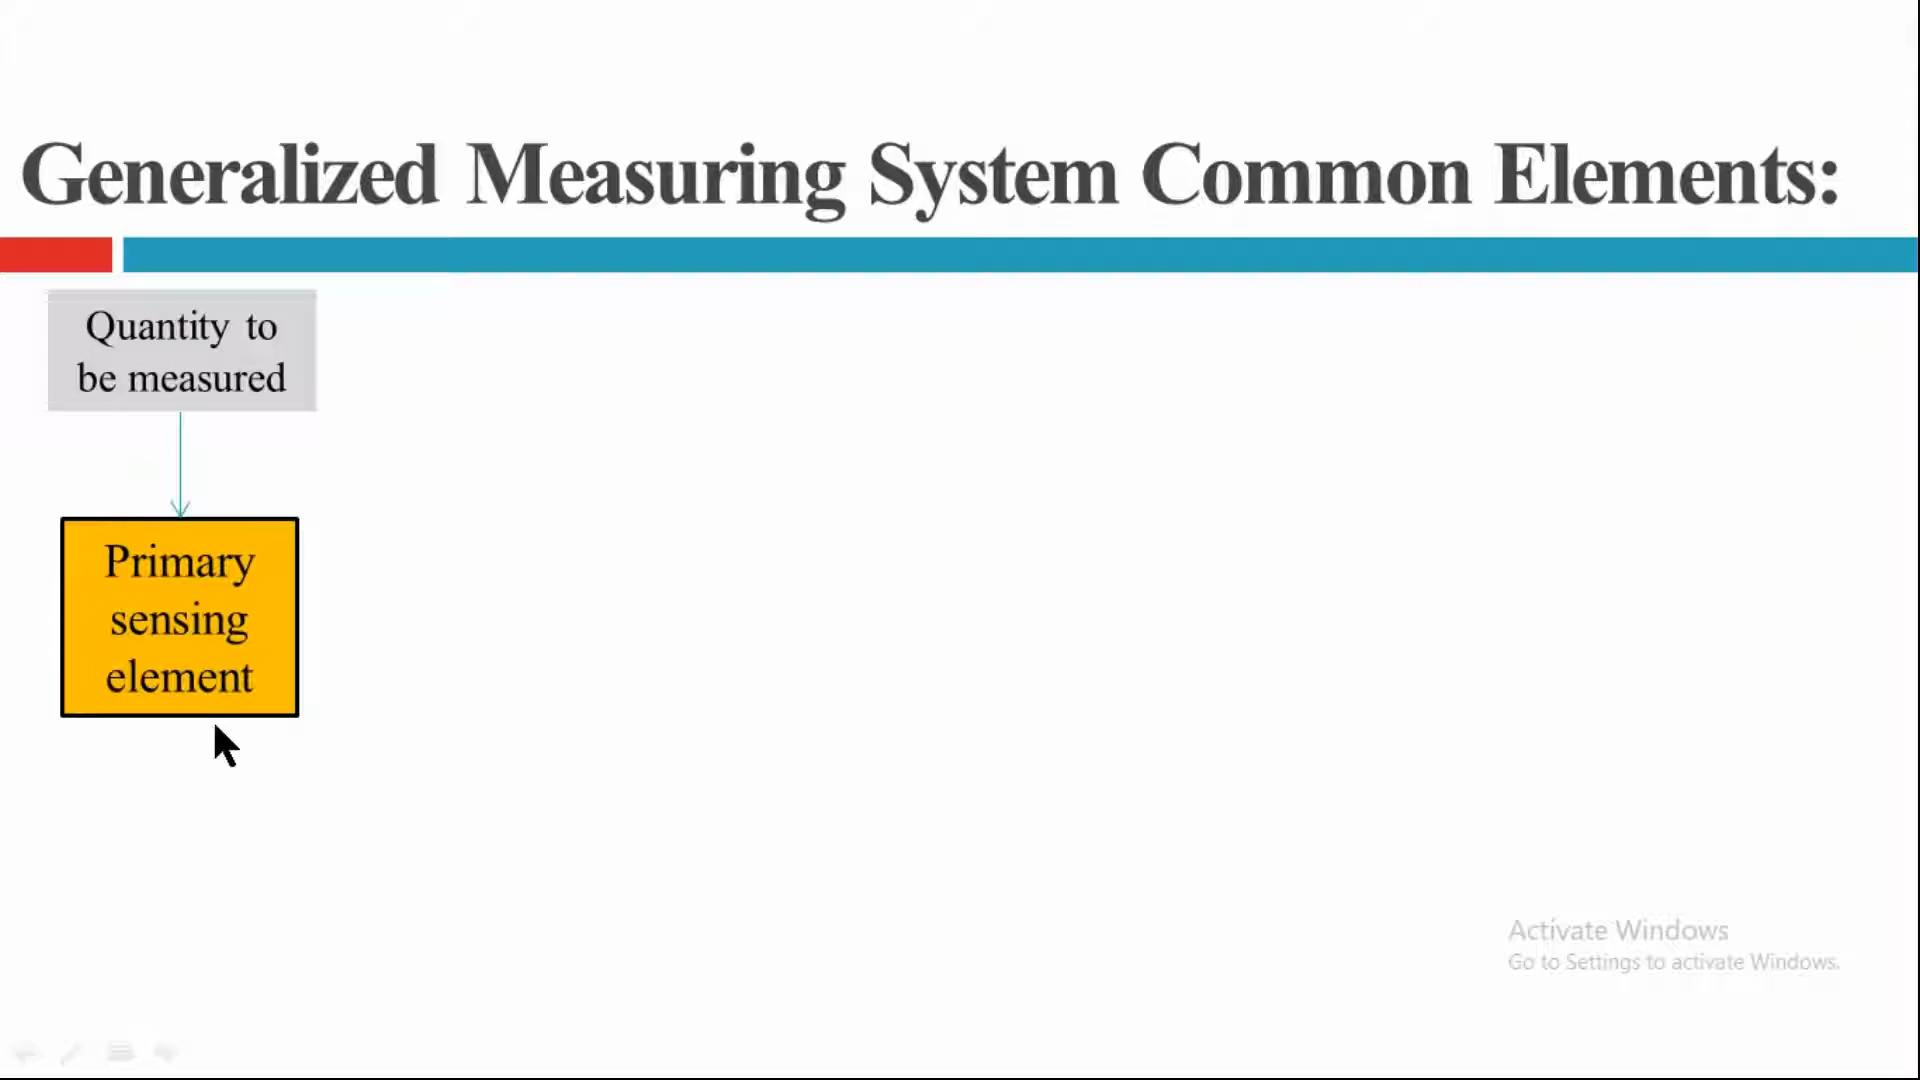 Generalized Measuring System Common Elements:
Quantity to
be measured
Primary
sensing
element
Activate Windows
Go to Settings to activate Windows.